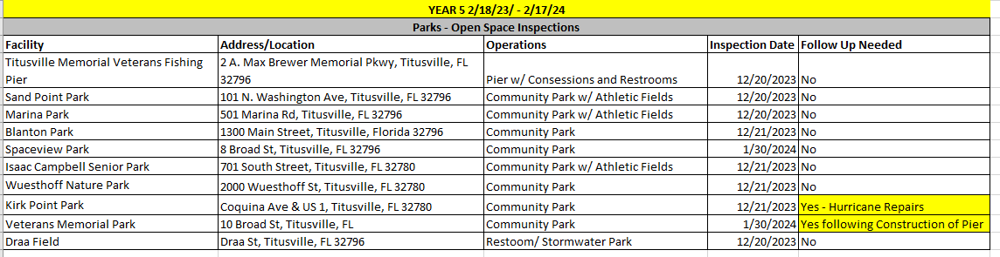 YEAR 5 2/18/23/ - 2/17/24
Parks - Open Space Inspections
Facility Address/Location Operations Inspection Date Follow Up Needed
Titusville Memorial Veterans Fishing 2 A. Max Brewer Memorial Pkwy, Titusville, FL
Pier 32796 Pier w/ Consessions and Restrooms 12/20/2023 No
Sand Point Park 101 N. Washington Ave, Titusville, FL 32796 Community Park w/ Athletic Fields 12/20/2023 No
Marina Park 501 Marina Rd, Titusville, FL 32796 Community Park w/ Athletic Fields 12/20/2023 No
Blanton Park 1300 Main Street, Titusville, Florida 32796 Community Park 12/21/2023 No
Spaceview Park 8 Broad St, Titusville, FL 32796 Community Park 1/30/2024 No
Isaac Campbell Senior Park 701 South Street, Titusville, FL 32780 Community Park w/ Athletic Fields 12/21/2023 No
Wuesthoff Nature Park 2000 Wuesthoff St, Titusville, FL 32780 Community Park 12/21/2023 No
Kirk Point Park Coquina Ave & US 1, Titusville, FL 32780 Community Park 12/21/2023 Yes - Hurricane Repairs
Veterans Memorial Park 10 Broad St, Titusville, FL Community Park 1/30/2024 Yes following Construction of Pier
Draa Field Draa St, Titusville, FL 32796 Restoom/ Stormwater Park 12/20/2023 No